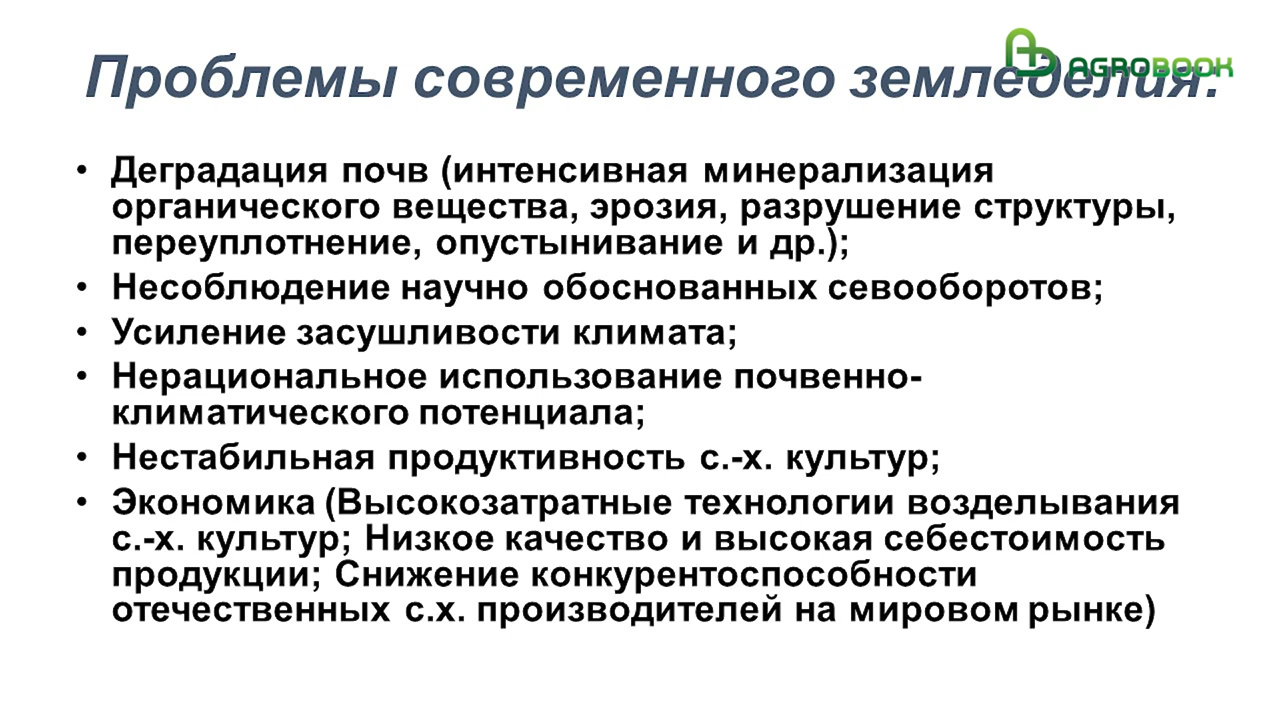 Проблемы современного земледелия:
AGROBOOK
• Деградация почв (интенсивная минерализация
органического вещества, эрозия, разрушение структуры,
переуплотнение, опустынивание и др.);
• Несоблюдение научно обоснованных севооборотов;
• Усиление засушливости климата;
• Нерациональное использование почвенно-
климатического потенциала;
• Нестабильная продуктивность с.-х. культур;
• Экономика (Высокозатратные технологии возделывания
с.-х. культур; Низкое качество и высокая себестоимость
продукции; Снижение конкурентоспособности
отечественных с.х. производителей на мировом рынке)